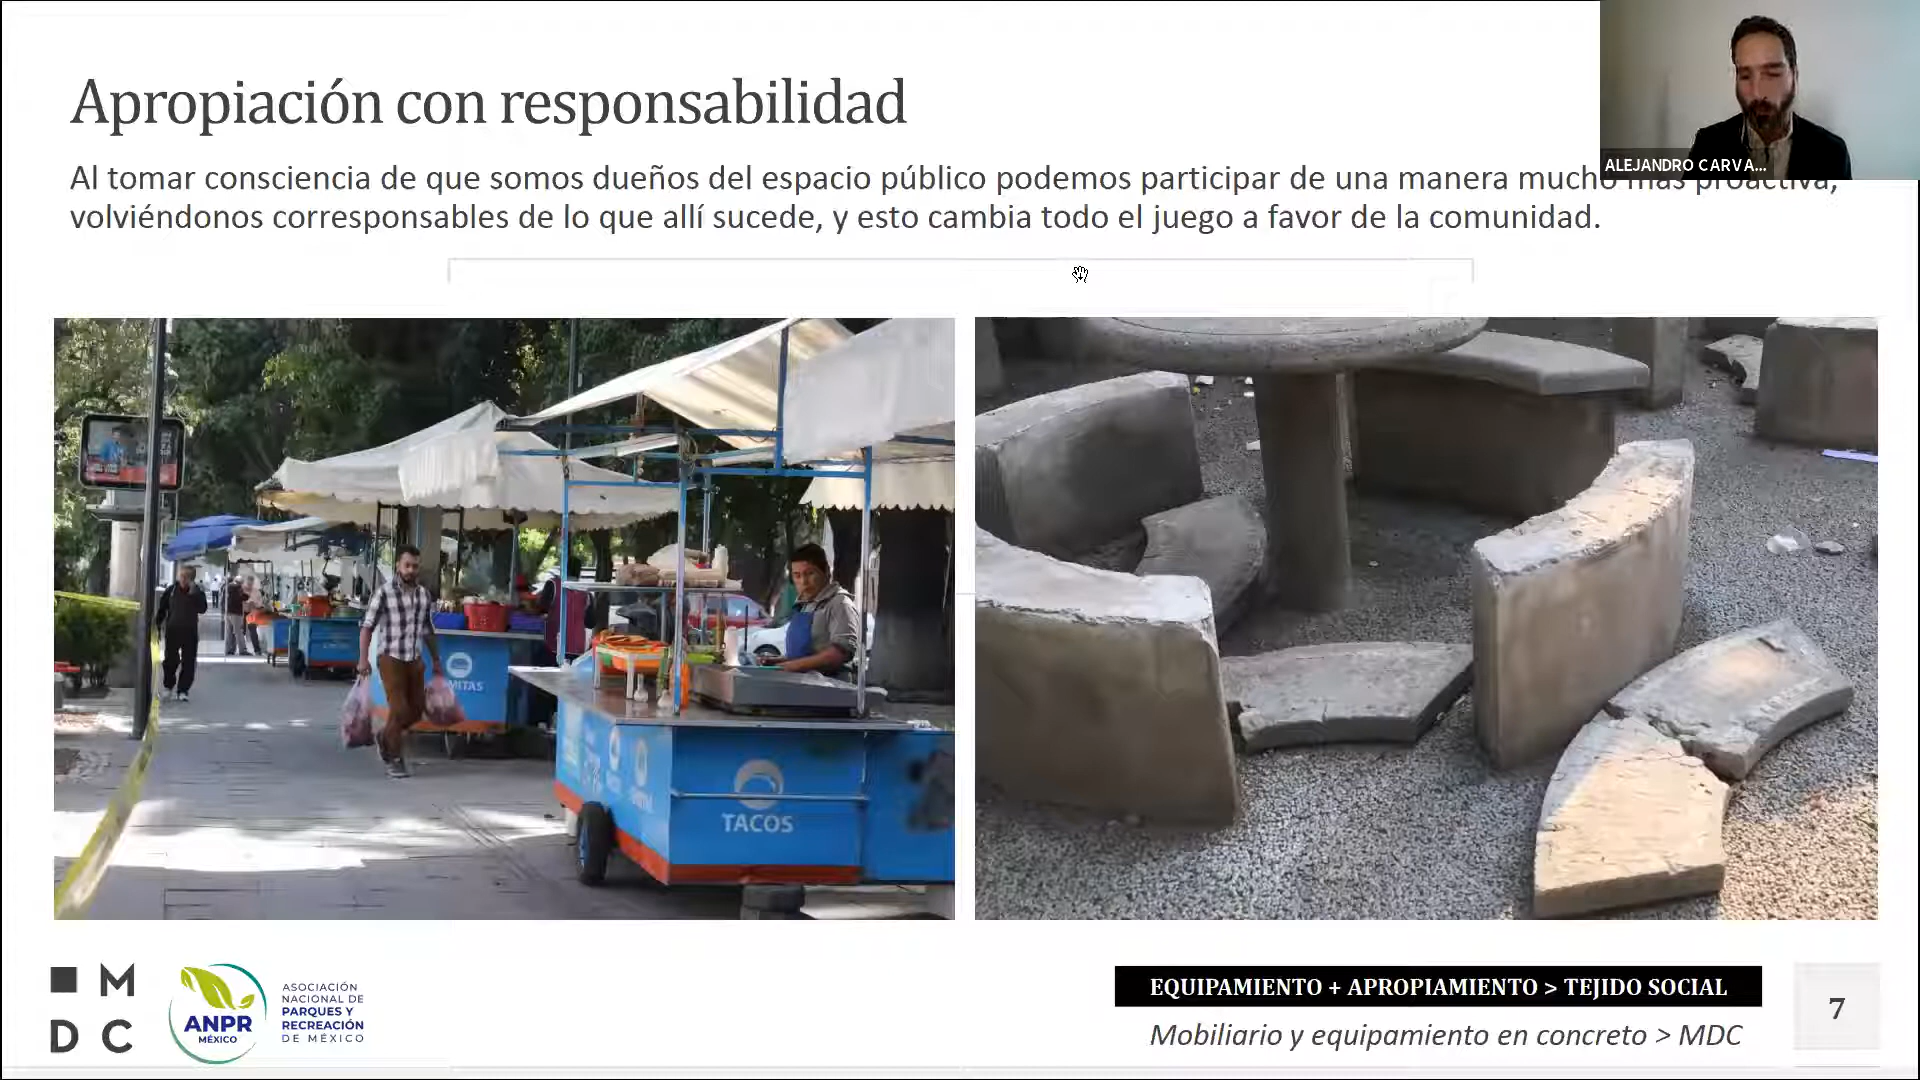 Apropiación con responsabilidad
ALEJANDRO CARVA...
Al tomar consciencia de que somos dueños del espacio público podemos participar de una manera mucho más proactiva,
volviéndonos corresponsables de lo que allí sucede, y esto cambia todo el juego a favor de la comunidad.
MITAS
TACOS
M
DC
ANPR
MÉXICO
ASOCIACIÓN
NACIONAL DE
PARQUES Y
RECREACIÓN
DE MÉXICO
EQUIPAMIENTO + APROPIAMIENTO > TEJIDO SOCIAL
Mobiliario y equipamiento en concreto > MDC
7